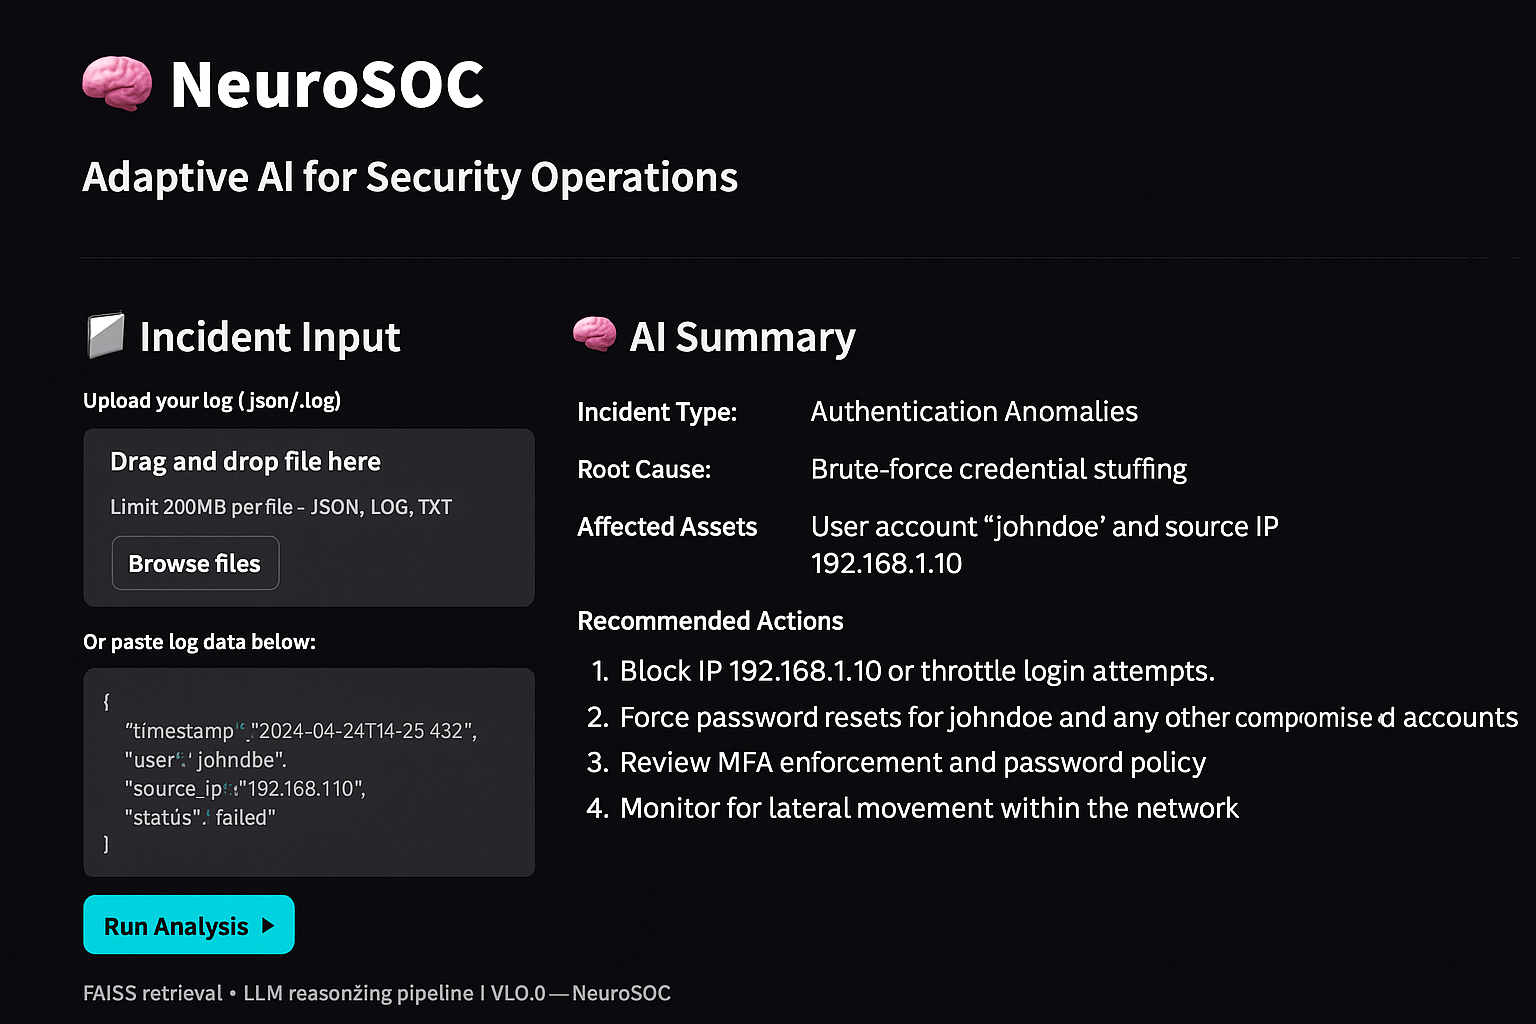 NeuroSOC
Adaptive AI for Security Operations
Incident Input
Upload your log (json/.log)
Drag and drop file here
Limit 200MB per file - JSON, LOG, TXT
Browse files
Or paste log data below:
{
"tímestamp": "2024-04-24T14-25 432",
"user": ' johndbe".
"source_ip": "192.168.110",
"statús".' failed"
]
Run Analysis ▶
FAISS retrieval • LLM reasonžing pipeline I VLO.0 — NeuroSOC
AI Summary
Incident Type: Authentication Anomalies
Root Cause: Brute-force credential stuffing
Affected Assets User account “johndoe’ and source IP
192.168.1.10
Recommended Actions
1. Block IP 192.168.1.10 or throttle login attempts.
2. Force password resets for johndoe and any other compromised accounts
3. Review MFA enforcement and password policy
4. Monitor for lateral movement within the network